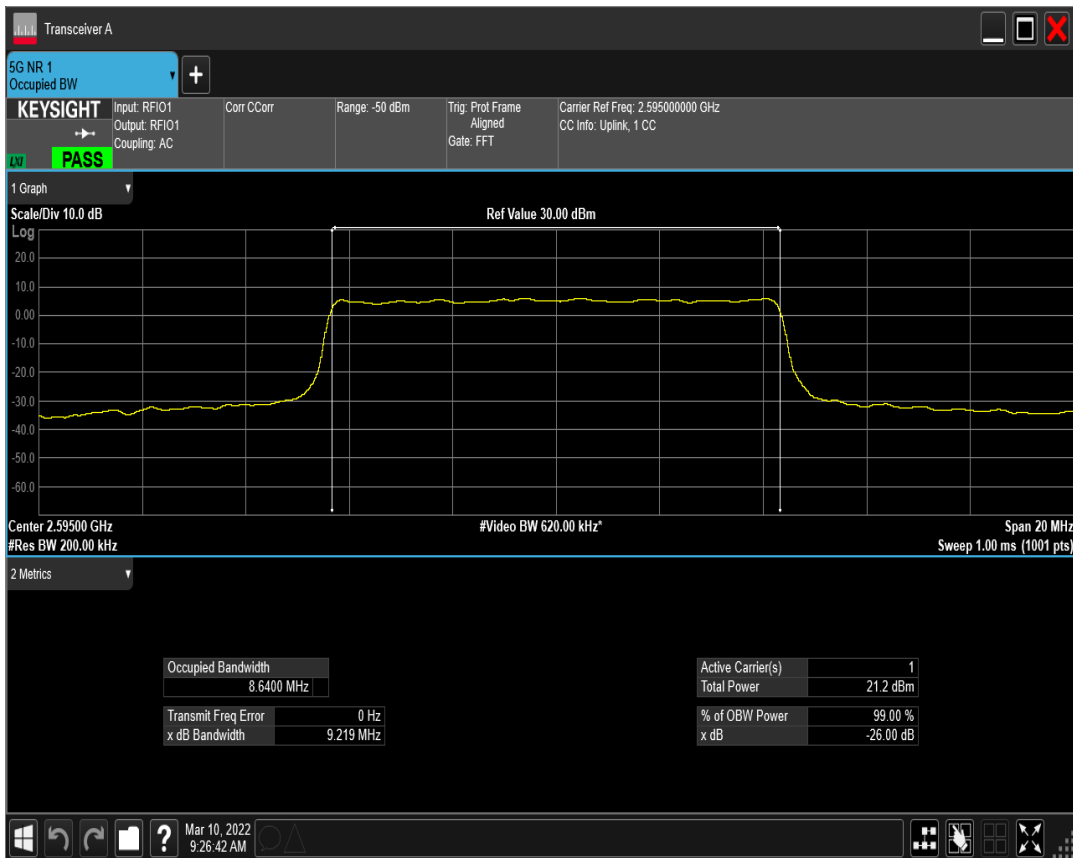 Transceiver A
5G NR 1
Occupied BW
+
KEYSIGHT
LXI
PASS
Input: RFIO1
Output: RFIO1
Coupling: AC
Corr CCorr
Range: -50 dBm
Trig: Prot Frame
Aligned
Gate: FFT
Carrier Ref Freq: 2.595000000 GHz
CC Info: Uplink, 1 CC
1 Graph
Scale/Div 10.0 dB
Ref Value 30.00 dBm
Log
20.0
10.0
0.00
-10.0
-20.0
-30.0
-40.0
-50.0
-60.0
Center 2.59500 GHz
#Video BW 620.00 kHz*
Span 20 MHz
#Res BW 200.00 kHz
Sweep 1.00 ms (1001 pts)
2 Metrics
Occupied Bandwidth
8.6400 MHz
Transmit Freq Error 0 Hz
x dB Bandwidth 9.219 MHz
Active Carrier(s) 1
Total Power 21.2 dBm
% of OBW Power 99.00 %
x dB -26.00 dB
?
Mar 10, 2022
9:26:42 AM